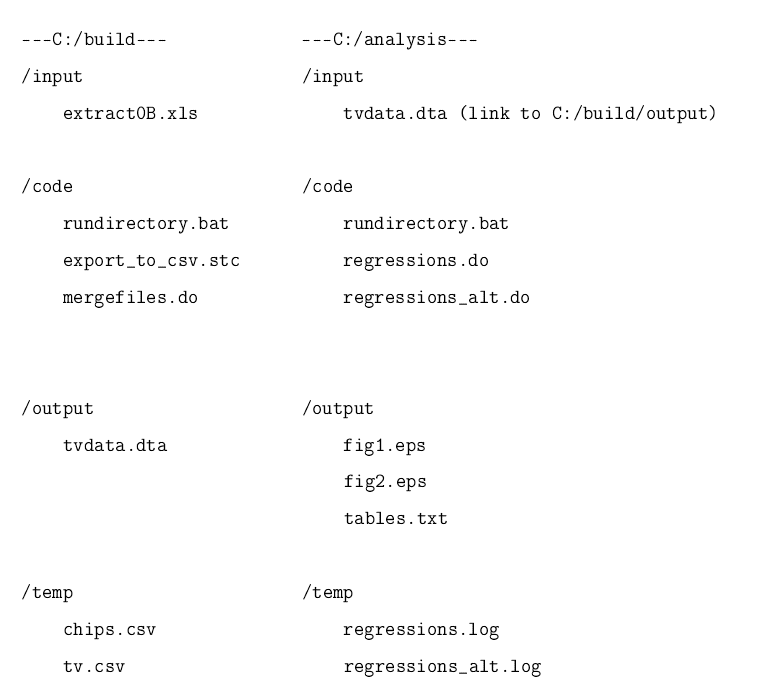 ---C:/build---
/input
extract0B.xls
/code
rundirectory.bat
export_to_csv.stc
mergefiles.do
/output
tvdata.dta
/temp
chips.csv
tv.csv
---C:/analysis---
/input
tvdata.dta (link to C:/build/output)
/code
rundirectory.bat
regressions.do
regressions_alt.do
/output
fig1.eps
fig2.eps
tables.txt
/temp
regressions.log
regressions_alt.log